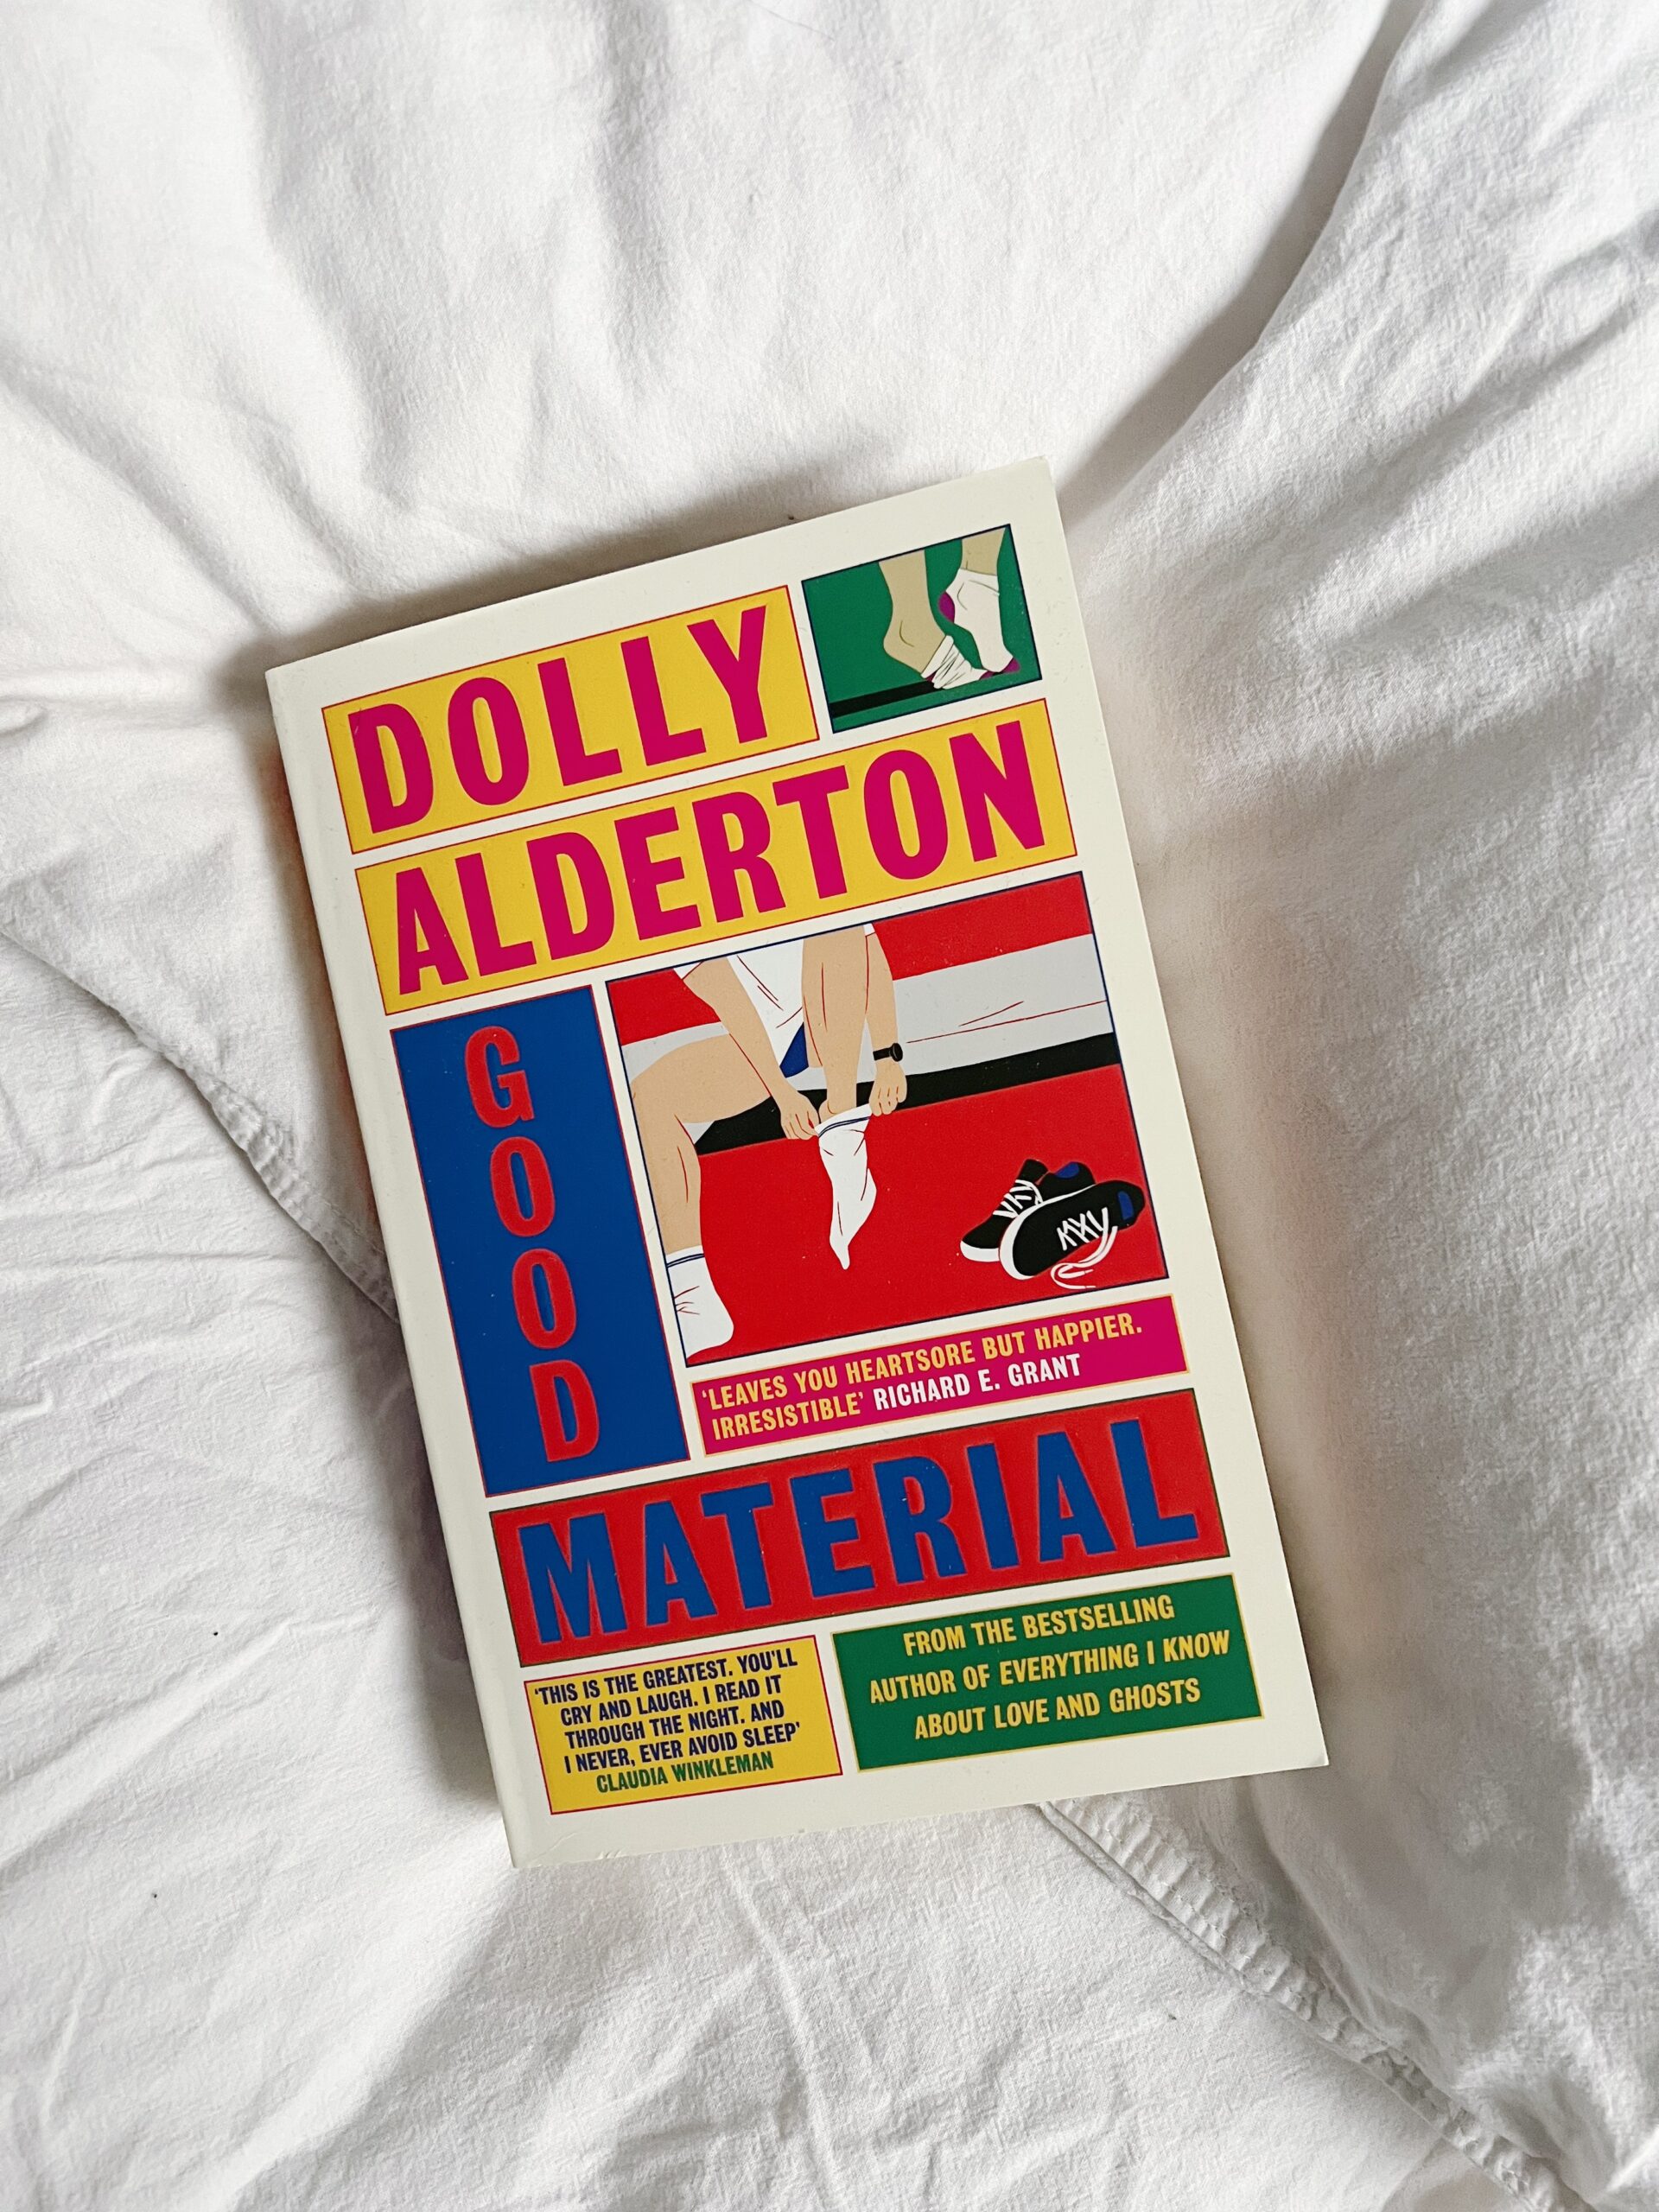 DOLLY
ALDERTON
GOOD
'LEAVES YOU HEARTSORE BUT HAPPIER.
IRRESISTIBLE' RICHARD E. GRANT
MATERIAL
'THIS IS THE GREATEST. YOU'LL
CRY AND LAUGH. I READ IT
THROUGH THE NIGHT. AND
I NEVER, EVER AVOID SLEEP'
CLAUDIA WINKLEMAN
FROM THE BESTSELLING
AUTHOR OF EVERYTHING I KNOW
ABOUT LOVE AND GHOSTS